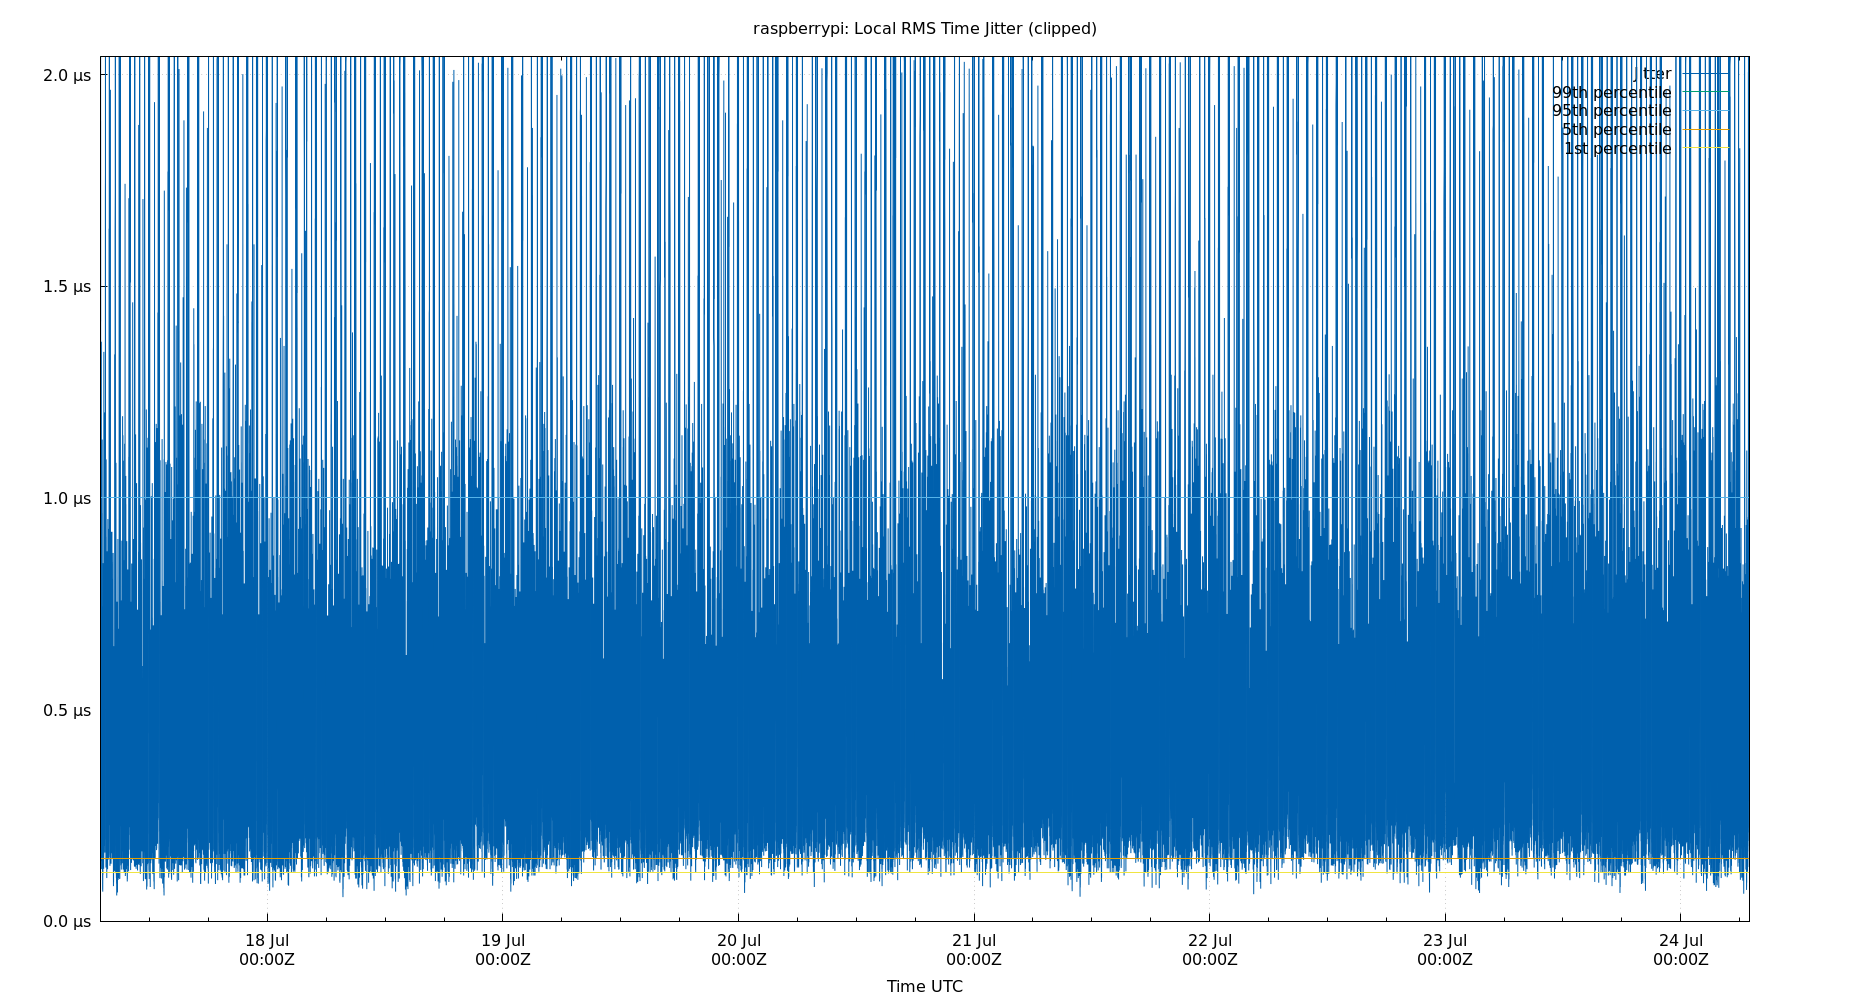 raspberrypi: Local RMS Time Jitter (clipped)
2.0 µs
1.5 µs
1.0 µs
0.5 µs
0.0 µs
jitter
99th percentile
95th percentile
5th percentile
1st percentile
18 Jul 19 Jul 20 Jul 21 Jul 22 Jul 23 Jul 24 Jul
00:00Z 00:00Z 00:00Z 00:00Z 00:00Z 00:00Z 00:00Z
Time UTC